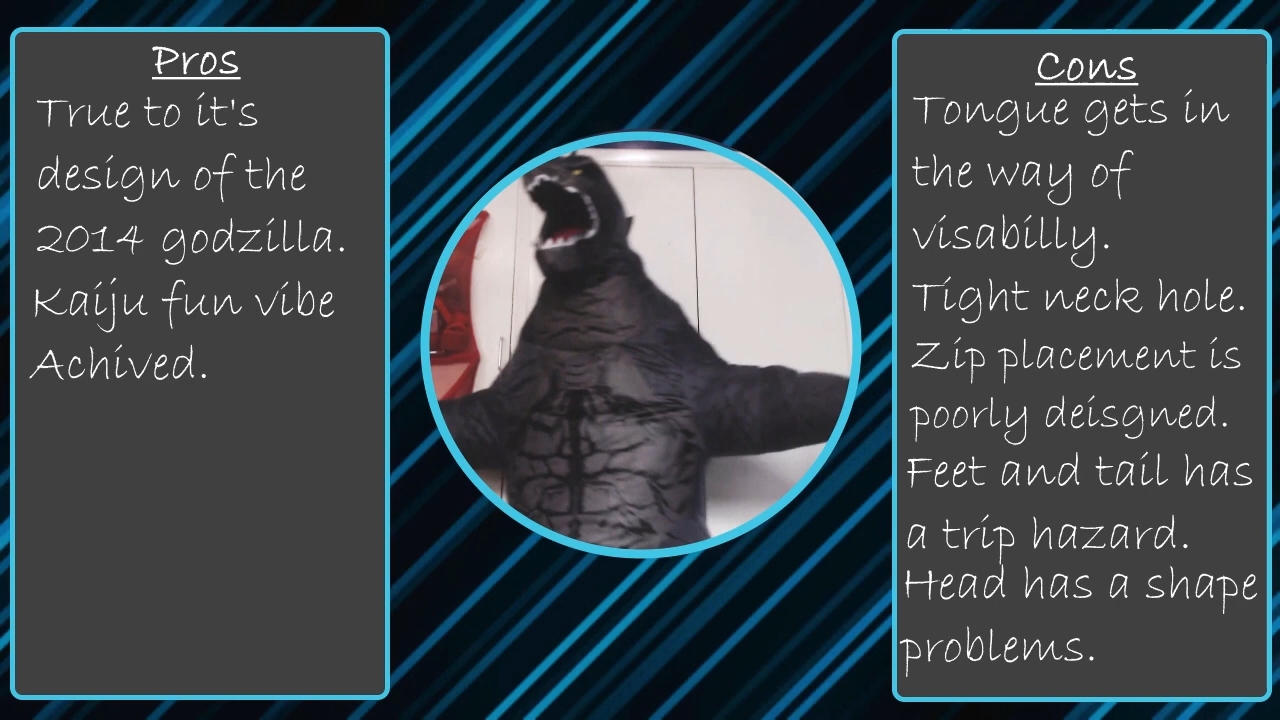 Pros
True to it's
design of the
2014 godzilla.
Kaiju fun vibe
Achived.
Cons
Tongue gets in
the way of
visabilly.
Tight neck hole.
Zip placement is
poorly deisgned.
Feet and tail has
a trip hazard.
Head has a shape
problems.